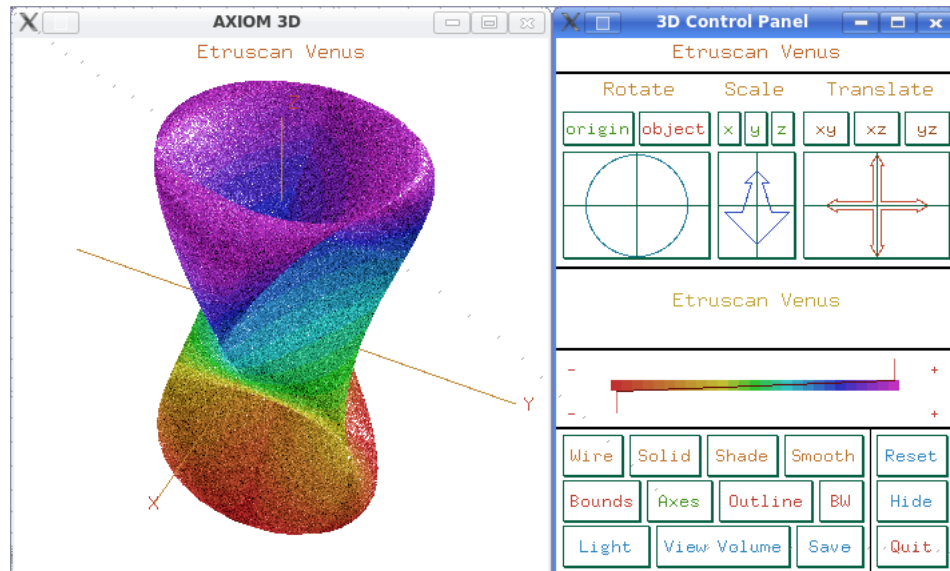 AXIOM 3D
Etruscan Venus
Z
Y
X
3D Control Panel
Etruscan Venus
Rotate Scale Translate
origin object x y z xy xz yz
Etruscan Venus
- +
- +
Wire Solid Shade Smooth Reset
Bounds Axes Outline BW Hide
Light View Volume Save Quit